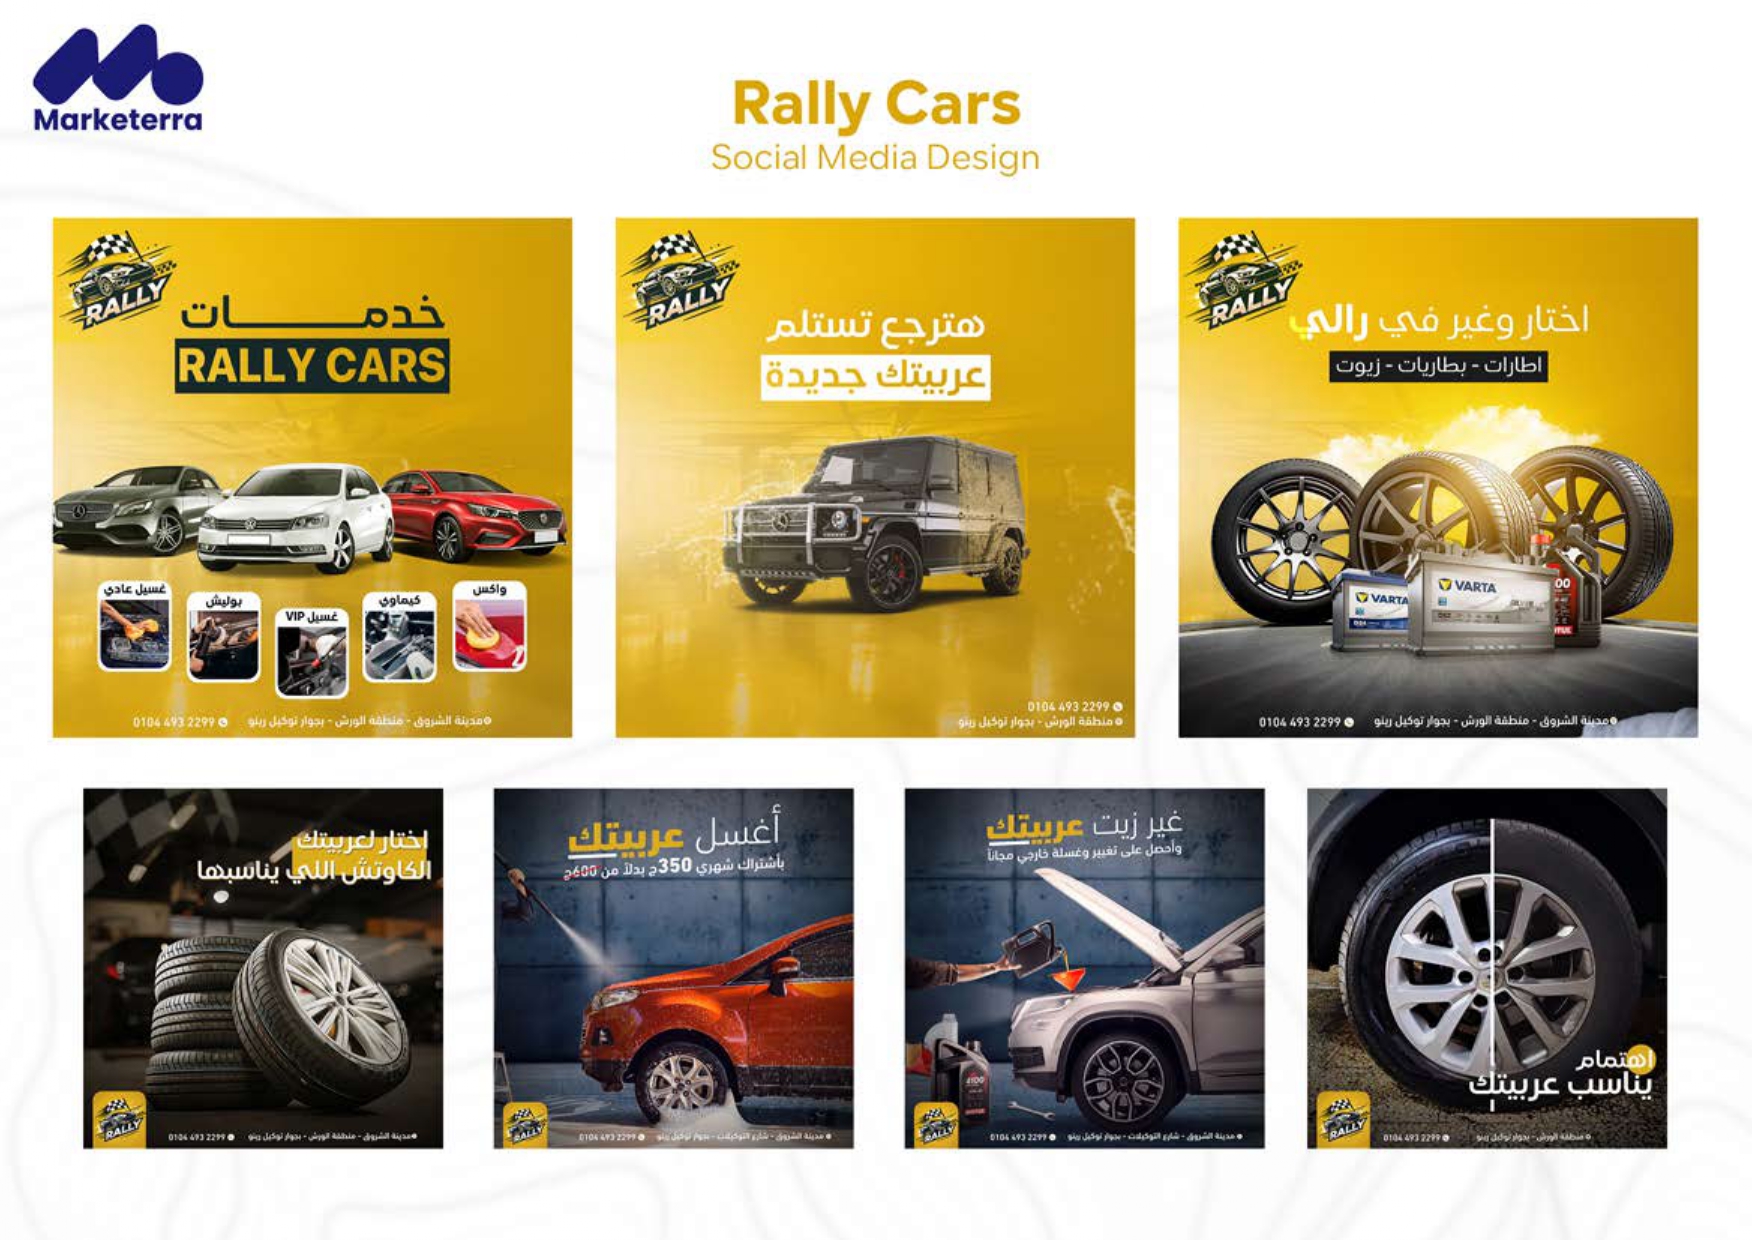 Marketerra
Rally Cars
Social Media Design
RALLY
خدمـــات
RALLY CARS
غسيل عادي
بوليش
غسيل VIP
كيماوي
واكس
مدينة الشروق - منطقة الورش - بجوار توكيل رينو
0104 493 2299
RALLY
هترجع تستلم
عربيتك جديدة
0104 493 2299
منطقة الورش - بجوار توكيل رينو
RALLY
اختار وغير في رالي
اطارات - بطاريات - زيوت
VARTA
VARTA
مدينة الشروق - منطقة الورش - بجوار توكيل رينو
0104 493 2299
اختار لعربيتك
الكاوتش اللي يناسبها
RALLY
مدينة الشروق - منطقة الورش - بجوار توكيل رينو
0104 493 2299
أغسل عربيتك
بأشتراك شهري 350ج بدلاً من 600ج
RALLY
مدينة الشروق - شارع التوكيلات - بجوار توكيل رينو
0104 493 2299
غير زيت عربيتك
واحصل على تغيير وغسلة خارجي مجاناً
RALLY
مدينة الشروق - شارع التوكيلات - بجوار توكيل رينو
0104 493 2299
اهتمام
يناسب عربيتك
RALLY
منطقة الورش - بجوار توكيل رينو
0104 493 2299